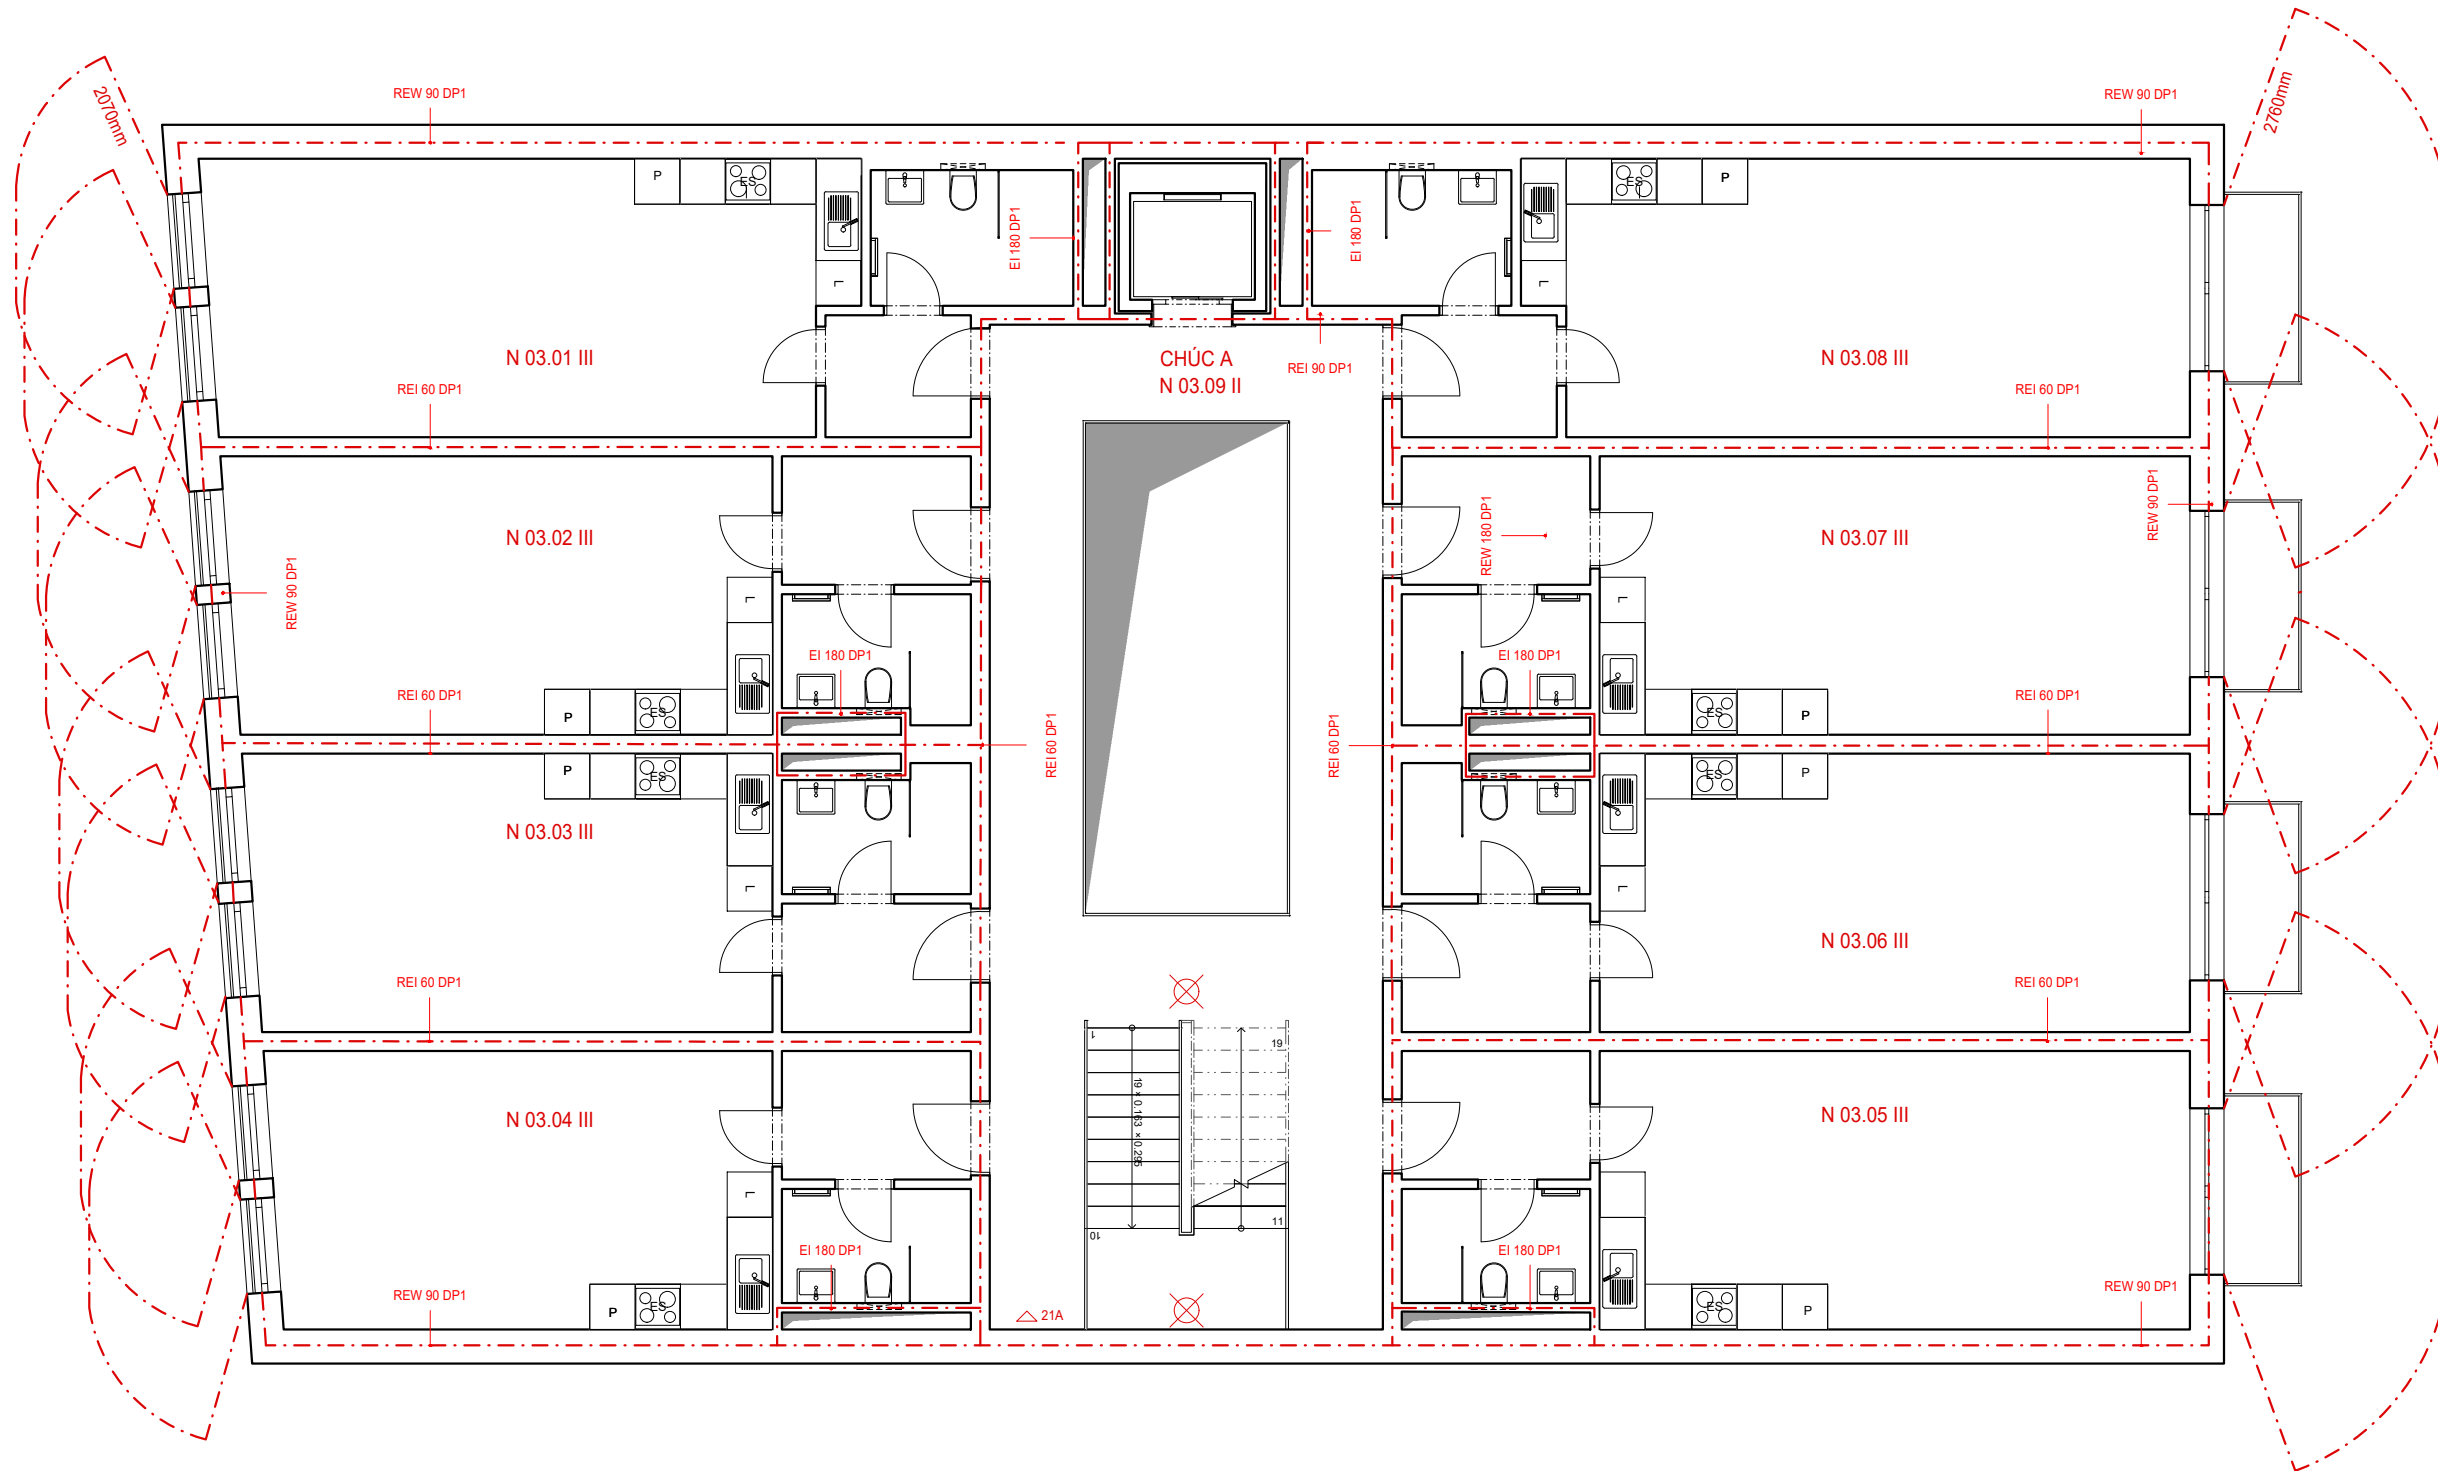 2070mm
REW 90 DP1
REW 90 DP1
2760mm
P
ES
L
EI 180 DP1
EI 180 DP1
L
ES
P
N 03.01 III
REI 60 DP1
CHÚC A
N 03.09 II
REI 90 DP1
N 03.08 III
REI 60 DP1
N 03.02 III
REW 90 DP1
REW 180 DP1
N 03.07 III
REW 90 DP1
L
L
REI 60 DP1
EI 180 DP1
EI 180 DP1
REI 60 DP1
P
ES
ES
P
REI 60 DP1
REI 60 DP1
P
ES
ES
P
N 03.03 III
L
L
N 03.06 III
REI 60 DP1
REI 60 DP1
1
19
19 × 0.163 × 0.295
10
11
N 03.04 III
N 03.05 III
L
EI 180 DP1
EI 180 DP1
REW 90 DP1
REW 90 DP1
P
ES
21A
ES
P